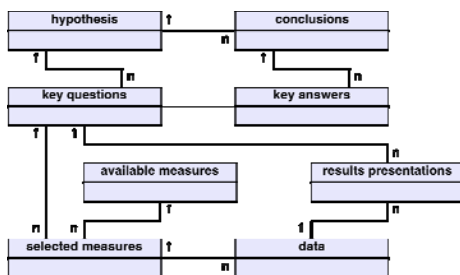 hypothesis
1
conclusions
n
1
1
n
n
key questions
key answers
1
1
n
available measures
results presentations
1
n
n
n
1
selected measures
1
data
n